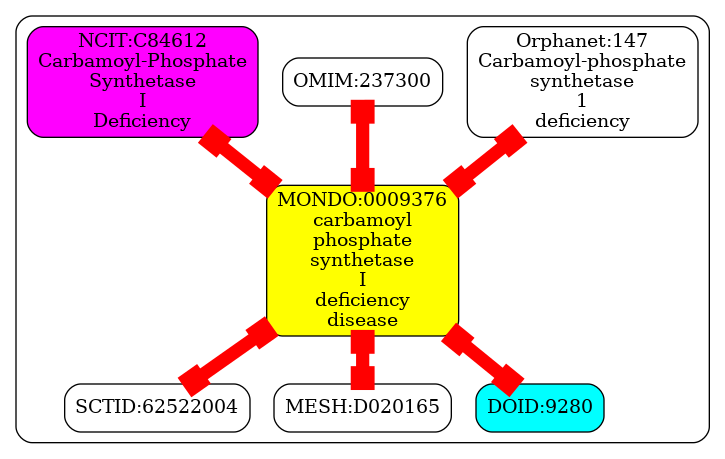 NCIT:C84612
Carbamoyl-Phosphate
Synthetase
I
Deficiency
OMIM:237300
Orphanet:147
Carbamoyl-phosphate
synthetase
1
deficiency
MONDO:0009376
carbamoyl
phosphate
synthetase
I
deficiency
disease
SCTID:62522004
MESH:D020165
DOID:9280